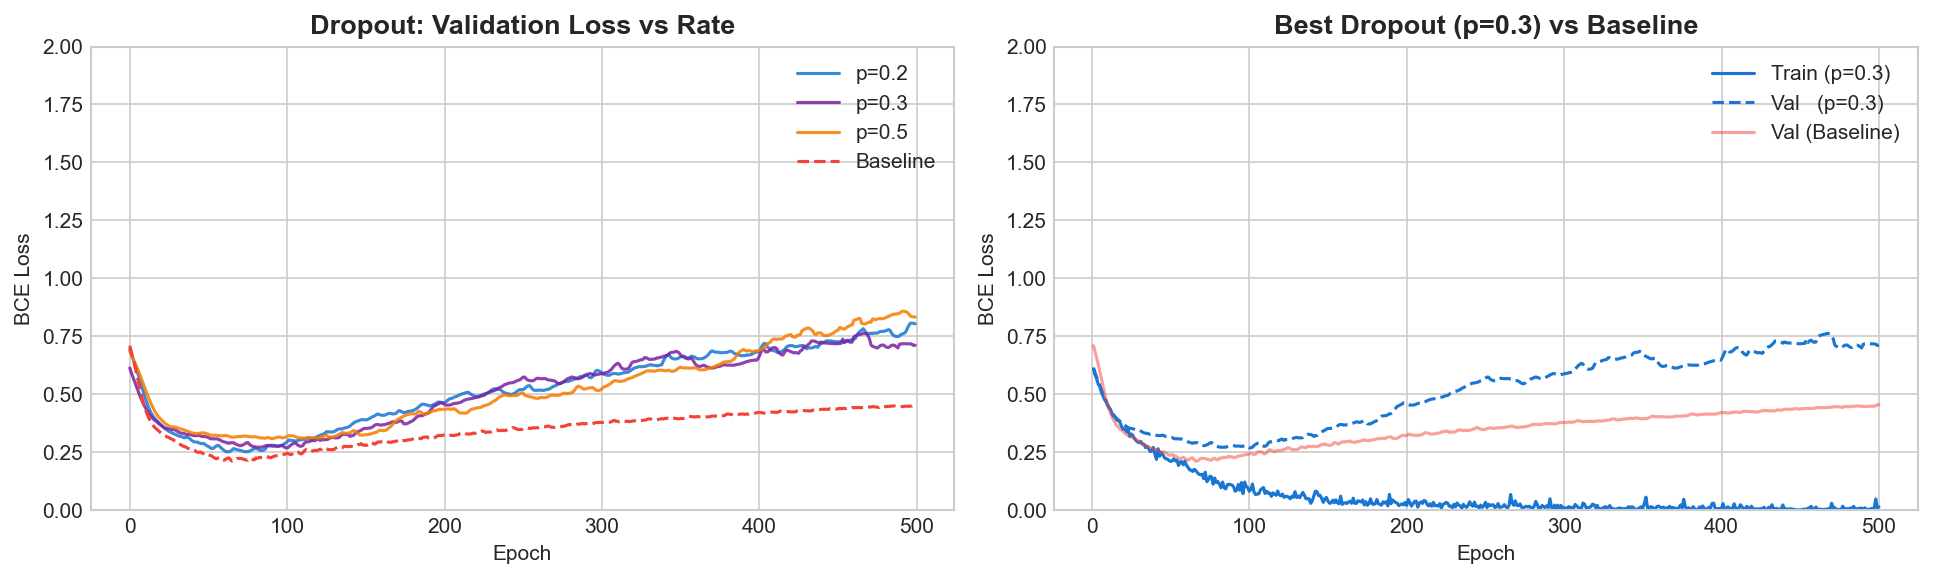 Dropout: Validation Loss vs Rate
BCE Loss
2.00
1.75
1.50
1.25
1.00
0.75
0.50
0.25
0.00
0 100 200 300 400 500
Epoch
p=0.2
p=0.3
p=0.5
Baseline
Best Dropout (p=0.3) vs Baseline
BCE Loss
2.00
1.75
1.50
1.25
1.00
0.75
0.50
0.25
0.00
0 100 200 300 400 500
Epoch
Train (p=0.3)
Val (p=0.3)
Val (Baseline)